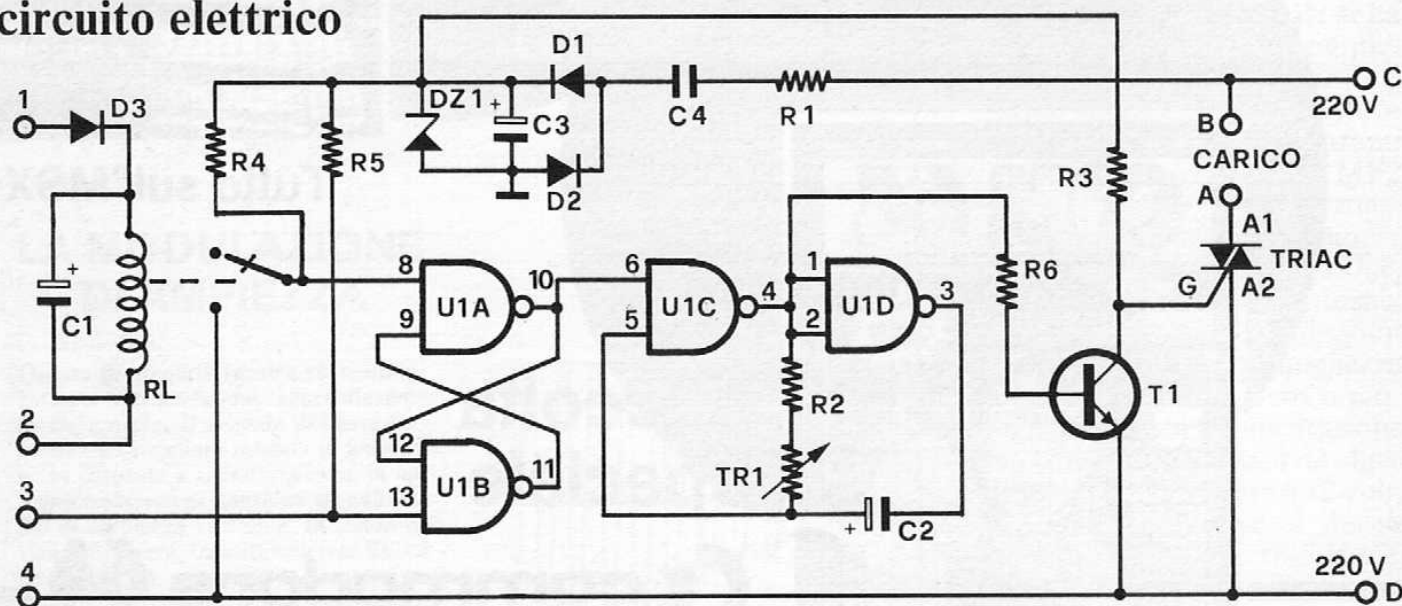 circuito elettrico
1
D3
R4
R5
DZ1
+
C3
D1
D2
C4
R1
C
220 V
B
CARICO
A
A1
TRIAC
G
A2
R3
R6
T1
+
C1
RL
2
3
4
8
9
U1A
10
12
13
U1B
11
6
5
U1C
4
1
2
U1D
3
R2
TR1
+
C2
220 V
D